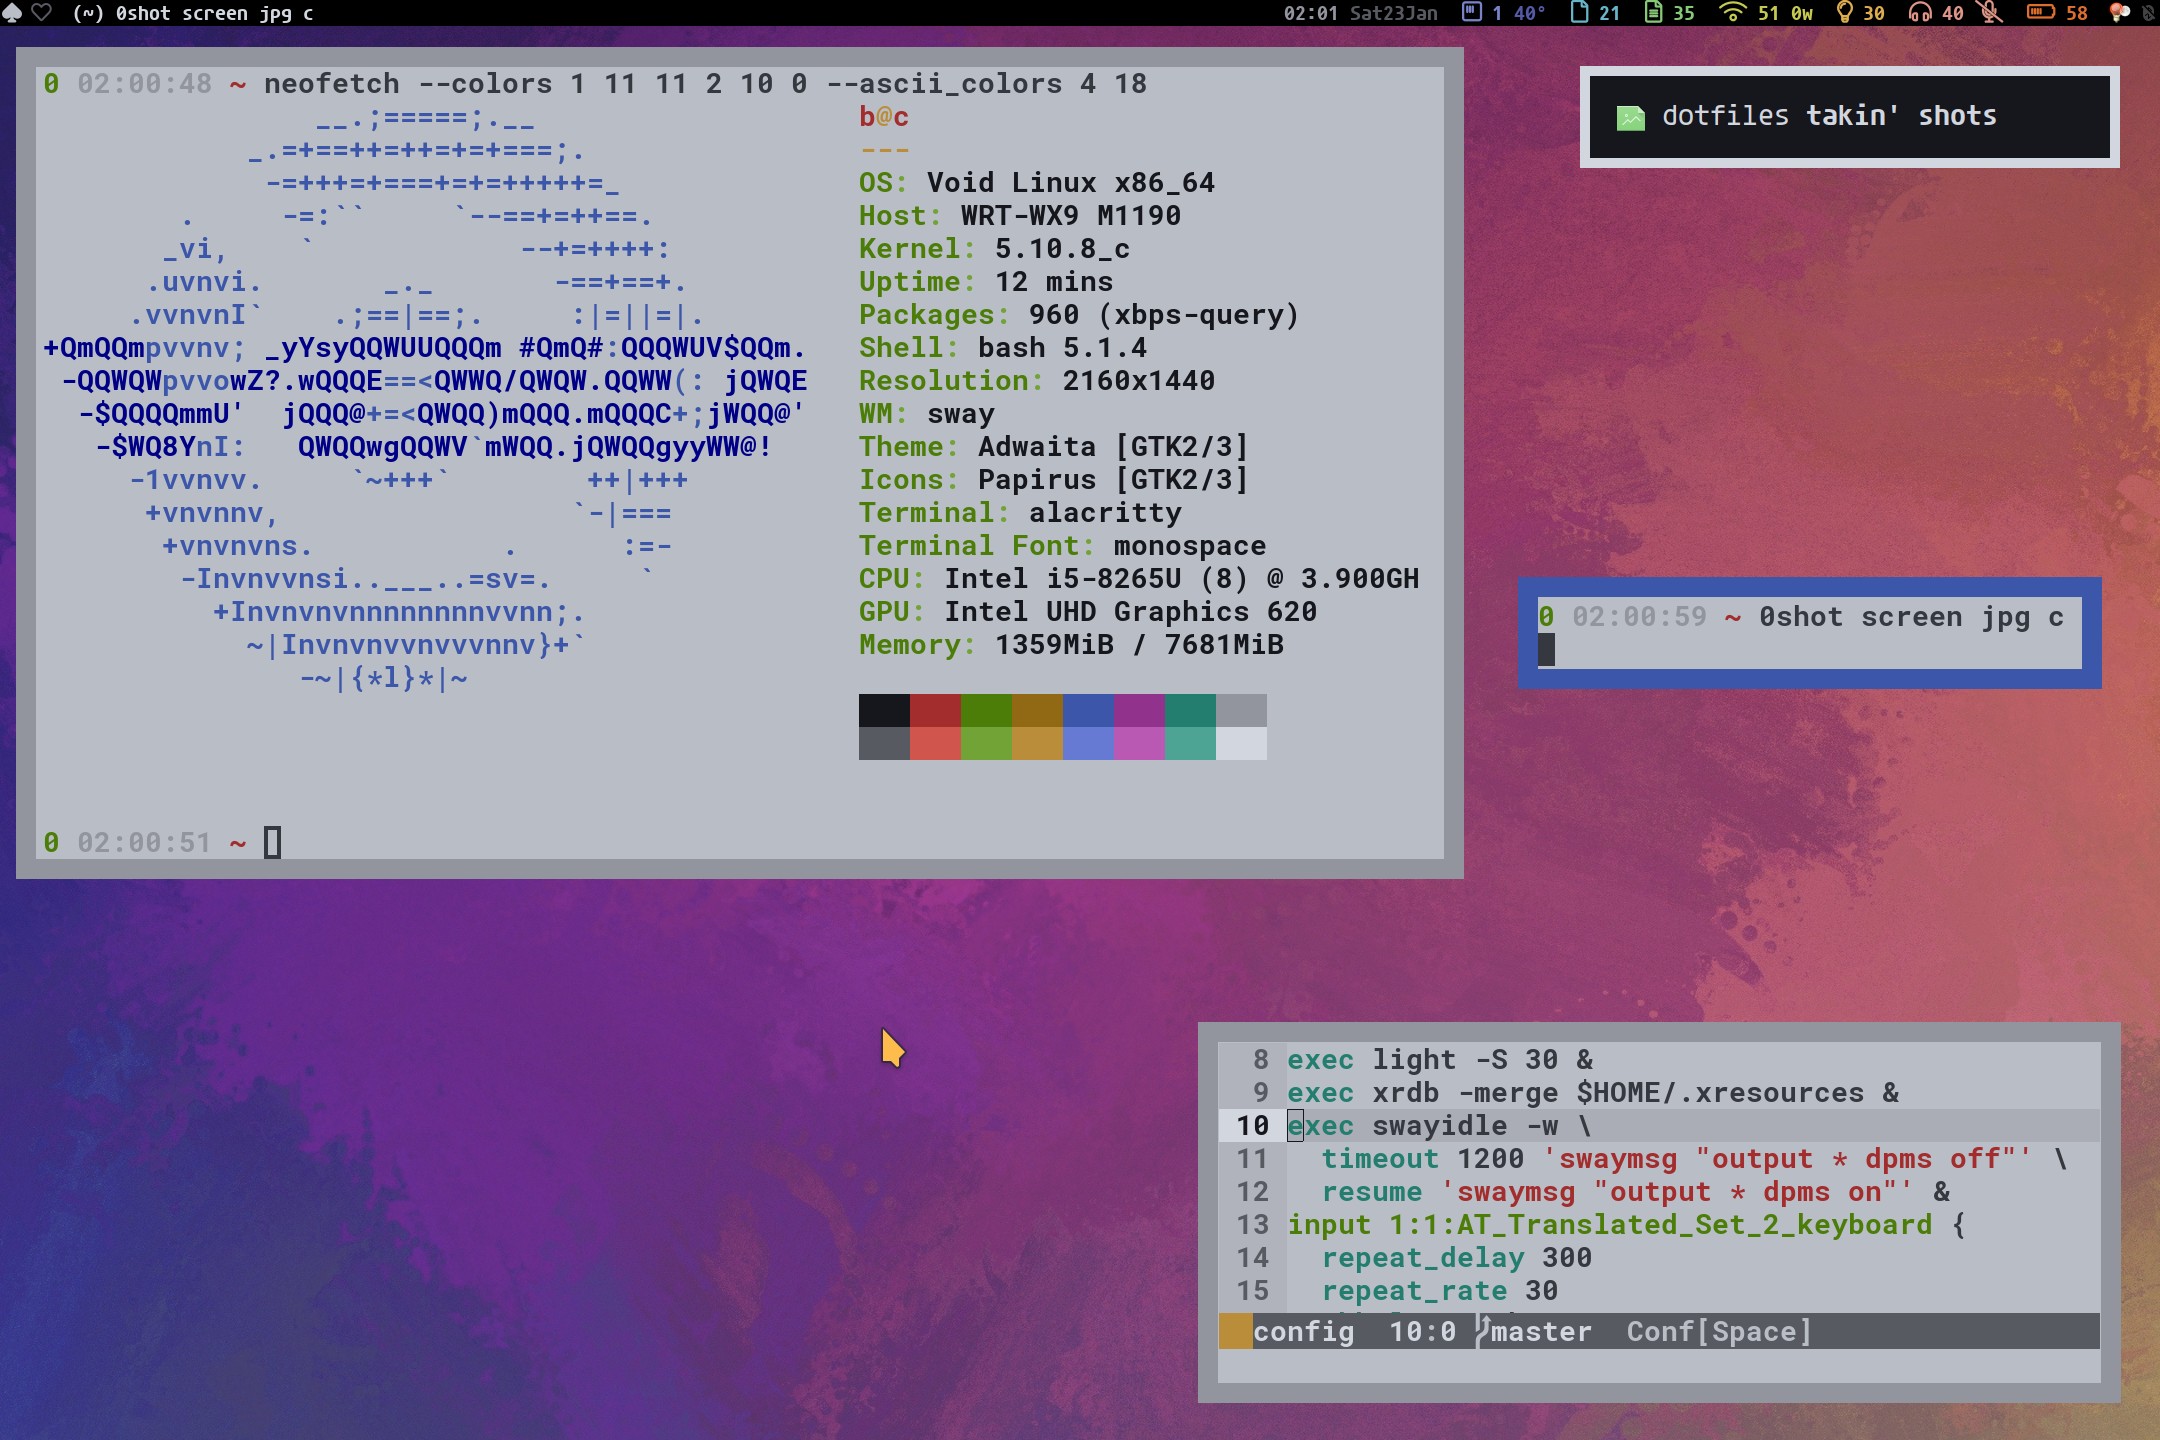 (~) 0shot screen jpg c
02:01 Sat23Jan 1 40° 21 35 51 0w 30 40 58
0 02:00:48 ~ neofetch --colors 1 11 11 2 10 0 --ascii_colors 4 18
__.;=====;.__
_.=+==++=++=+=+===;.
-=+++=+===+=+=+++++=_
. -=:`` `--==+=++==.
_vi, ` --+=++++:
.uvnvi. _._ -==+==+.
.vvnvnI` .;==|==;. :|=||=|.
+QmQQmpvvnv; _yYsyQQWUUQQQm #QmQ#:QQQWUV$QQm.
-QQWQWpvvowZ?.wQQQE==<QWWQ/QWQW.QQWW(: jQWQE
-$QQQQmmU' jQQQ@+=<QWQQ)mQQQ.mQQQC+;jWQQ@'
-$WQ8YnI: QWQQwgQQWV`mWQQ.jQWQQgyyWW@!
-1vvnvv. `~+++` ++|+++
+vnvnnv, `-|===
+vnvnvns. . :=-
-Invnvvnsi..___..=sv=. `
+Invnvnvnnnnnnnnvvnn;.
~|Invnvnvvnvvvnnv}+`
-~|{*l}*|~
b@c
---
OS: Void Linux x86_64
Host: WRT-WX9 M1190
Kernel: 5.10.8_c
Uptime: 12 mins
Packages: 960 (xbps-query)
Shell: bash 5.1.4
Resolution: 2160x1440
WM: sway
Theme: Adwaita [GTK2/3]
Icons: Papirus [GTK2/3]
Terminal: alacritty
Terminal Font: monospace
CPU: Intel i5-8265U (8) @ 3.900GH
GPU: Intel UHD Graphics 620
Memory: 1359MiB / 7681MiB
0 02:00:51 ~
dotfiles takin' shots
0 02:00:59 ~ 0shot screen jpg c
8 exec light -S 30 &
9 exec xrdb -merge $HOME/.xresources &
10 exec swayidle -w \
11 timeout 1200 'swaymsg "output * dpms off"' \
12 resume 'swaymsg "output * dpms on"' &
13 input 1:1:AT_Translated_Set_2_keyboard {
14 repeat_delay 300
15 repeat_rate 30
config 10:0 master Conf[Space]